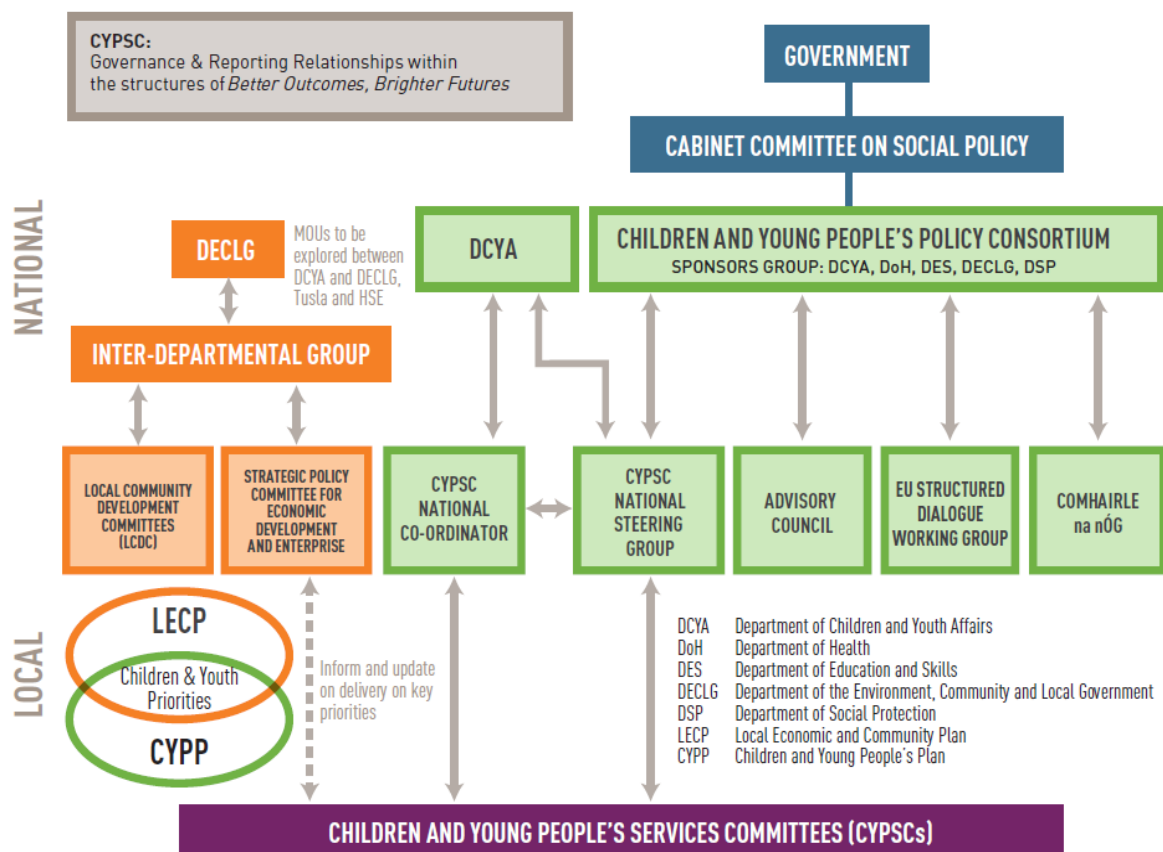 CYPSC:
Governance & Reporting Relationships within
the structures of Better Outcomes, Brighter Futures
GOVERNMENT
CABINET COMMITTEE ON SOCIAL POLICY
NATIONAL
DECLG
MOUs to be
explored between
DCYA and DECLG,
Tusla and HSE
DCYA
CHILDREN AND YOUNG PEOPLE'S POLICY CONSORTIUM
SPONSORS GROUP: DCYA, DoH, DES, DECLG, DSP
INTER-DEPARTMENTAL GROUP
LOCAL COMMUNITY
DEVELOPMENT
COMMITTEES
(LCDC)
STRATEGIC POLICY
COMMITTEE FOR
ECONOMIC
DEVELOPMENT
AND ENTERPRISE
CYPSC
NATIONAL
CO-ORDINATOR
CYPSC
NATIONAL
STEERING
GROUP
ADVISORY
COUNCIL
EU STRUCTURED
DIALOGUE
WORKING GROUP
COMHAIRLE
na nÓG
LOCAL
LECP
Children & Youth
Priorities
CYPP
Inform and update
on delivery on key
priorities
DCYA Department of Children and Youth Affairs
DoH Department of Health
DES Department of Education and Skills
DECLG Department of the Environment, Community and Local Government
DSP Department of Social Protection
LECP Local Economic and Community Plan
CYPP Children and Young People's Plan
CHILDREN AND YOUNG PEOPLE'S SERVICES COMMITTEES (CYPSCs)